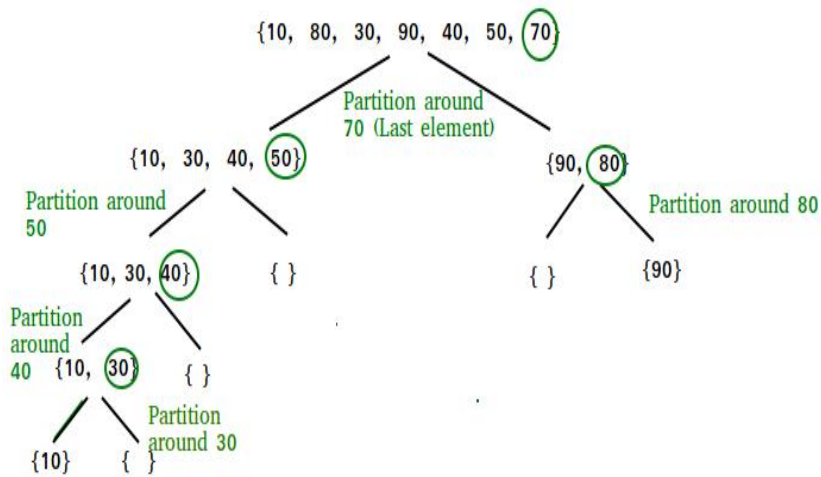 {10, 80, 30, 90, 40, 50, 70}
Partition around
70 (Last element)
{10, 30, 40, 50}
{90, 80}
Partition around
50
Partition around 80
{10, 30, 40}
{ }
{ }
{90}
Partition
around
40
{10, 30}
{ }
Partition
around 30
{10}
{ }